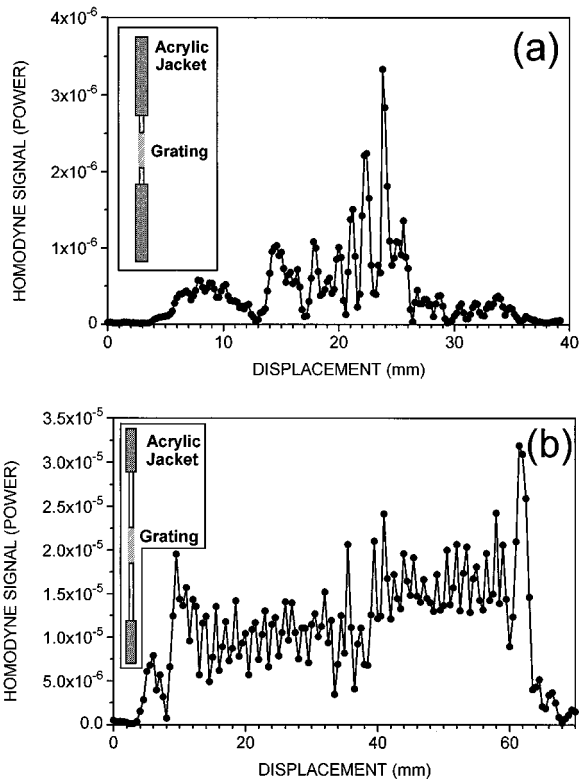 (a)
Acrylic
Jacket
Grating
HOMODYNE SIGNAL (POWER)
4x10-6
3x10-6
2x10-6
1x10-6
0
0 10 20 30 40
DISPLACEMENT (mm)
(b)
Acrylic
Jacket
Grating
HOMODYNE SIGNAL (POWER)
3.5x10-5
3.0x10-5
2.5x10-5
2.0x10-5
1.5x10-5
1.0x10-5
5.0x10-6
0.0
0 20 40 60
DISPLACEMENT (mm)